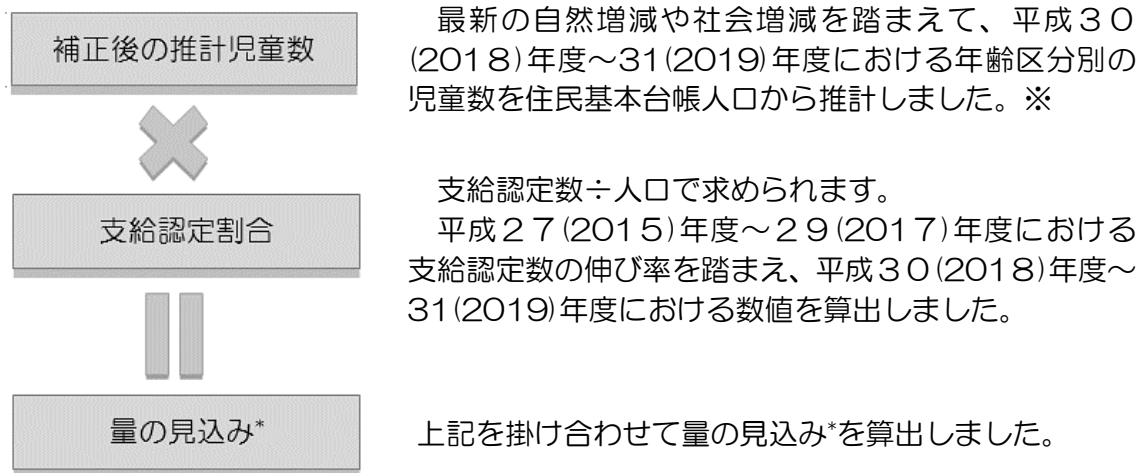 補正後の推計児童数
最新の自然増減や社会増減を踏まえて、平成30
(2018)年度～31(2019)年度における年齢区分別の
児童数を住民基本台帳人口から推計しました。※
支給認定割合
支給認定数÷人口で求められます。
平成27(2015)年度～29(2017)年度における
支給認定数の伸び率を踏まえ、平成30(2018)年度～
31(2019)年度における数値を算出しました。
量の見込み*
上記を掛け合わせて量の見込み*を算出しました。